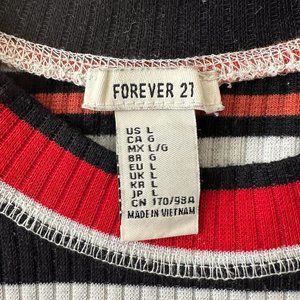 FOREVER 21
US L
CA G
MX L/G
BR G
EU L
UK L
KR L
JP L
CN 170/98A
MADE IN VIETNAM